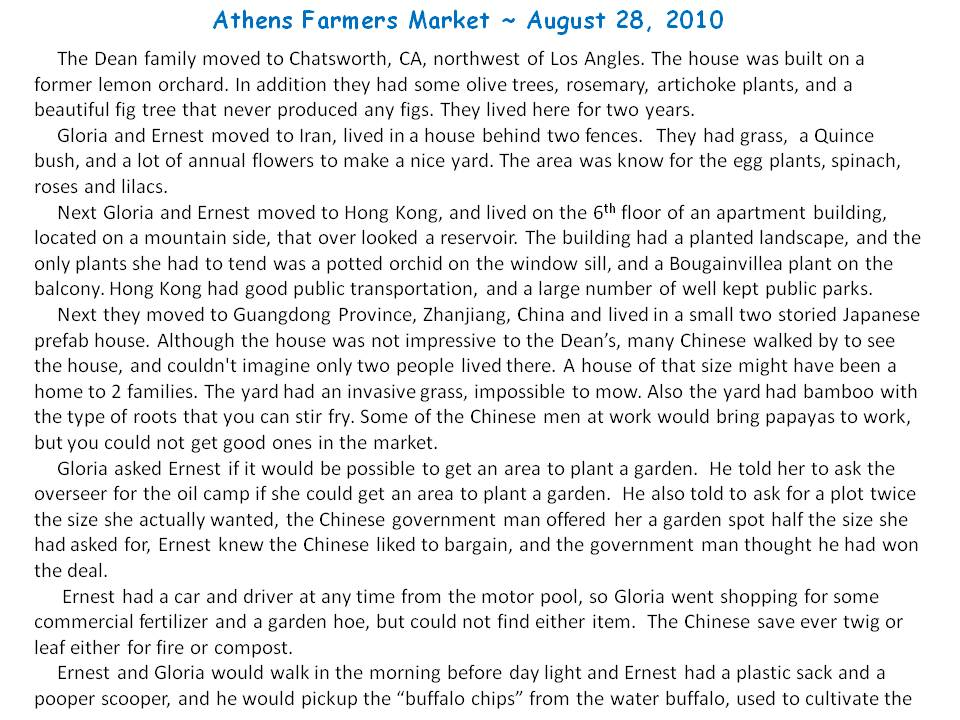 Athens Farmers Market ~ August 28, 2010
The Dean family moved to Chatsworth, CA, northwest of Los Angles. The house was built on a
former lemon orchard. In addition they had some olive trees, rosemary, artichoke plants, and a
beautiful fig tree that never produced any figs. They lived here for two years.
Gloria and Ernest moved to Iran, lived in a house behind two fences. They had grass, a Quince
bush, and a lot of annual flowers to make a nice yard. The area was know for the egg plants, spinach,
roses and lilacs.
Next Gloria and Ernest moved to Hong Kong, and lived on the 6th floor of an apartment building,
located on a mountain side, that over looked a reservoir. The building had a planted landscape, and the
only plants she had to tend was a potted orchid on the window sill, and a Bougainvillea plant on the
balcony. Hong Kong had good public transportation, and a large number of well kept public parks.
Next they moved to Guangdong Province, Zhanjiang, China and lived in a small two storied Japanese
prefab house. Although the house was not impressive to the Dean's, many Chinese walked by to see
the house, and couldn't imagine only two people lived there. A house of that size might have been a
home to 2 families. The yard had an invasive grass, impossible to mow. Also the yard had bamboo with
the type of roots that you can stir fry. Some of the Chinese men at work would bring papayas to work,
but you could not get good ones in the market.
Gloria asked Ernest if it would be possible to get an area to plant a garden. He told her to ask the
overseer for the oil camp if she could get an area to plant a garden. He also told to ask for a plot twice
the size she actually wanted, the Chinese government man offered her a garden spot half the size she
had asked for, Ernest knew the Chinese liked to bargain, and the government man thought he had won
the deal.
Ernest had a car and driver at any time from the motor pool, so Gloria went shopping for some
commercial fertilizer and a garden hoe, but could not find either item. The Chinese save ever twig or
leaf either for fire or compost.
Ernest and Gloria would walk in the morning before day light and Ernest had a plastic sack and a
pooper scooper, and he would pickup the “buffalo chips” from the water buffalo, used to cultivate the